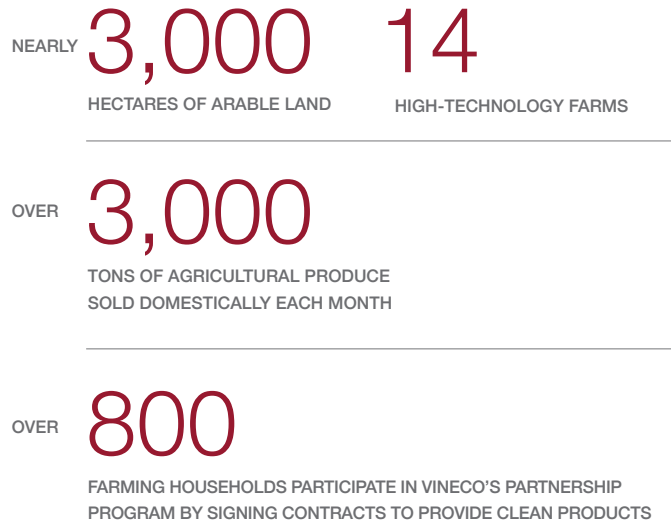 NEARLY 3,000 14
HECTARES OF ARABLE LAND HIGH-TECHNOLOGY FARMS
OVER 3,000
TONS OF AGRICULTURAL PRODUCE
SOLD DOMESTICALLY EACH MONTH
OVER 800
FARMING HOUSEHOLDS PARTICIPATE IN VINECO'S PARTNERSHIP
PROGRAM BY SIGNING CONTRACTS TO PROVIDE CLEAN PRODUCTS